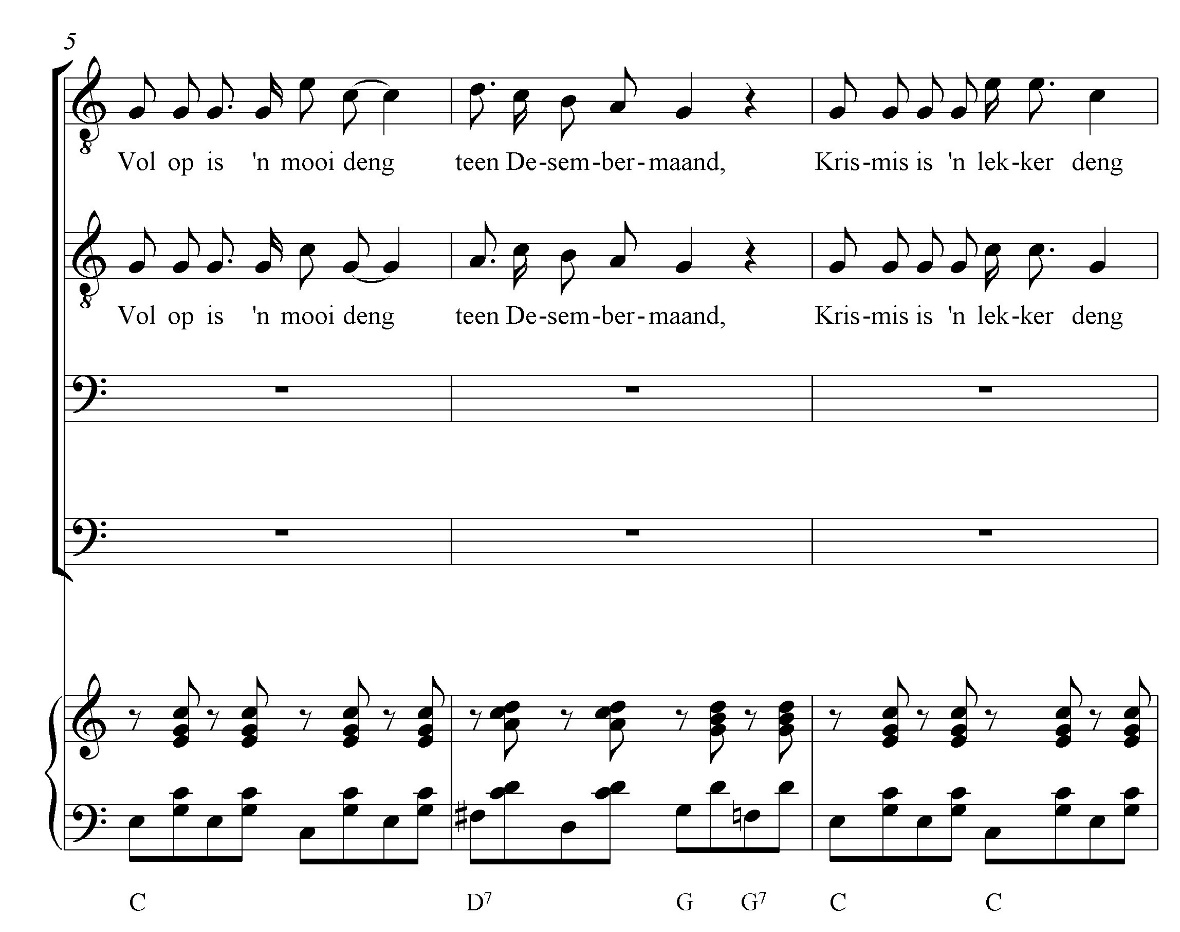 5
Vol op is 'n mooi deng teen De-sem-ber-maand, Kris-mis is 'n lek-ker deng
Vol op is 'n mooi deng teen De-sem-ber-maand, Kris-mis is 'n lek-ker deng
C D7 G G7 C C